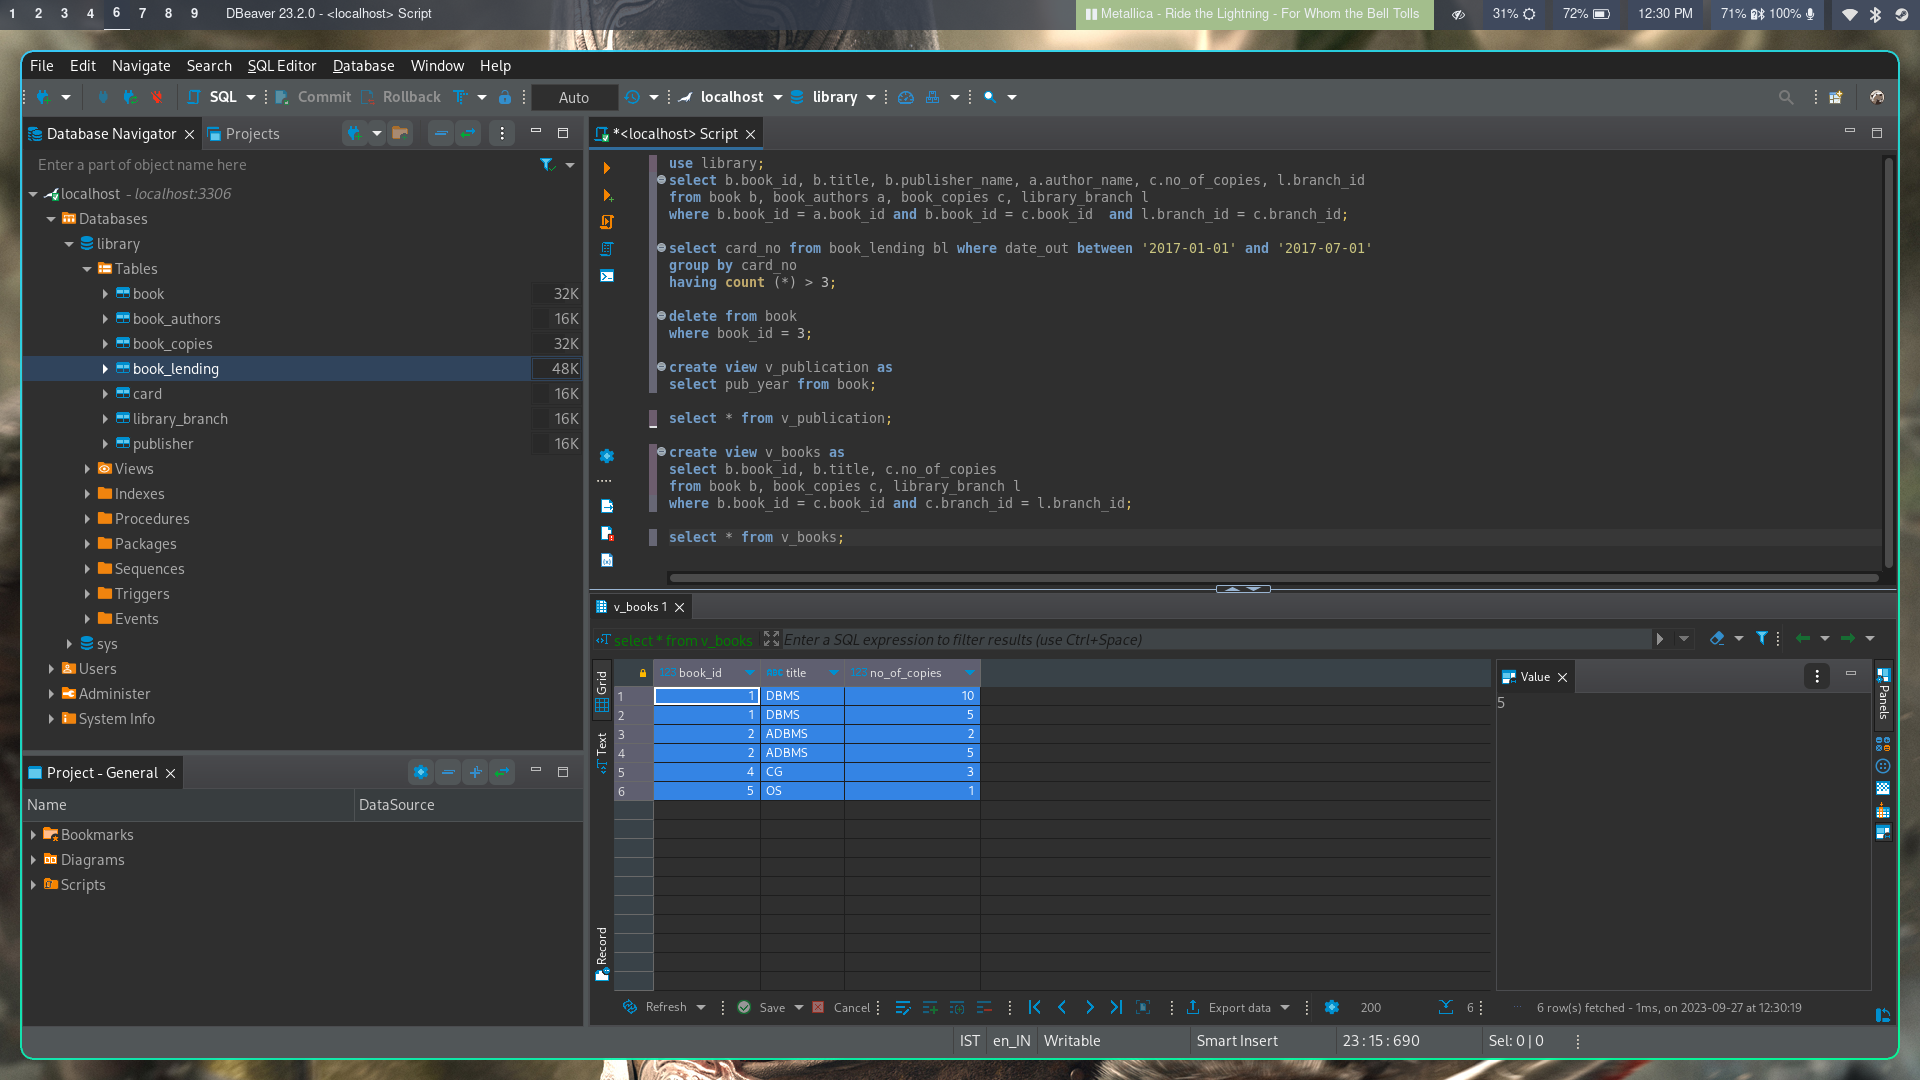 1 2 3 4 6 7 8 9 DBeaver 23.2.0 - <localhost> Script Metallica - Ride the Lightning - For Whom the Bell Tolls 31% 72% 12:30 PM 71% 100%
File Edit Navigate Search SQL Editor Database Window Help
SQL Commit Rollback Auto localhost library
Database Navigator Projects
Enter a part of object name here
localhost - localhost:3306
Databases
library
Tables
book 32K
book_authors 16K
book_copies 32K
book_lending 48K
card 16K
library_branch 16K
publisher 16K
Views
Indexes
Procedures
Packages
Sequences
Triggers
Events
sys
Users
Administer
System Info
Project - General
Name DataSource
Bookmarks
Diagrams
Scripts
*<localhost> Script
use library;
select b.book_id, b.title, b.publisher_name, a.author_name, c.no_of_copies, l.branch_id
from book b, book_authors a, book_copies c, library_branch l
where b.book_id = a.book_id and b.book_id = c.book_id  and l.branch_id = c.branch_id;
select card_no from book_lending bl where date_out between '2017-01-01' and '2017-07-01'
group by card_no
having count (*) > 3;
delete from book
where book_id = 3;
create view v_publication as
select pub_year from book;
select * from v_publication;
create view v_books as
select b.book_id, b.title, c.no_of_copies
from book b, book_copies c, library_branch l
where b.book_id = c.book_id and c.branch_id = l.branch_id;
select * from v_books;
v_books 1
select * from v_books Enter a SQL expression to filter results (use Ctrl+Space)
Grid
Text
Record
123 book_id ABC title 123 no_of_copies
1 1 DBMS 10
2 1 DBMS 5
3 2 ADBMS 2
4 2 ADBMS 5
5 4 CG 3
6 5 OS 1
Value
5
Panels
Refresh Save Cancel Export data 200 6 6 row(s) fetched - 1ms, on 2023-09-27 at 12:30:19
IST en_IN Writable Smart Insert 23 : 15 : 690 Sel: 0 | 0